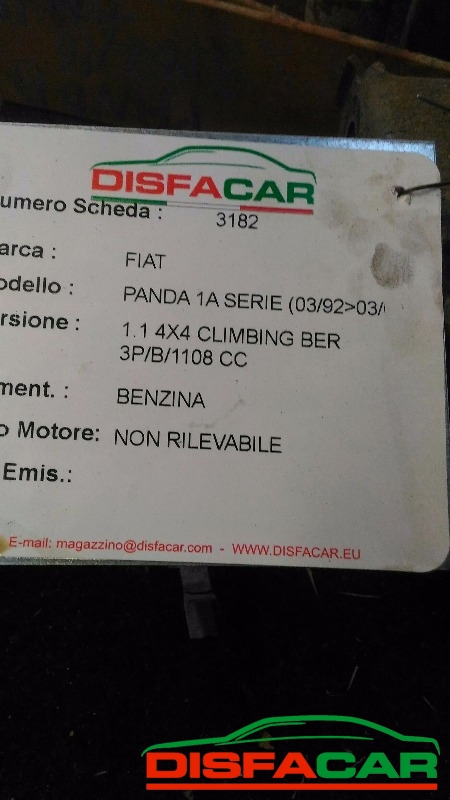 DISFACAR
umero Scheda : 3182
arca : FIAT
odello : PANDA 1A SERIE (03/92>03/
rsione : 1.1 4X4 CLIMBING BER
3P/B/1108 CC
ment. : BENZINA
o Motore: NON RILEVABILE
Emis.:
E-mail: magazzino@disfacar.com - WWW.DISFACAR.EU
DISFACAR